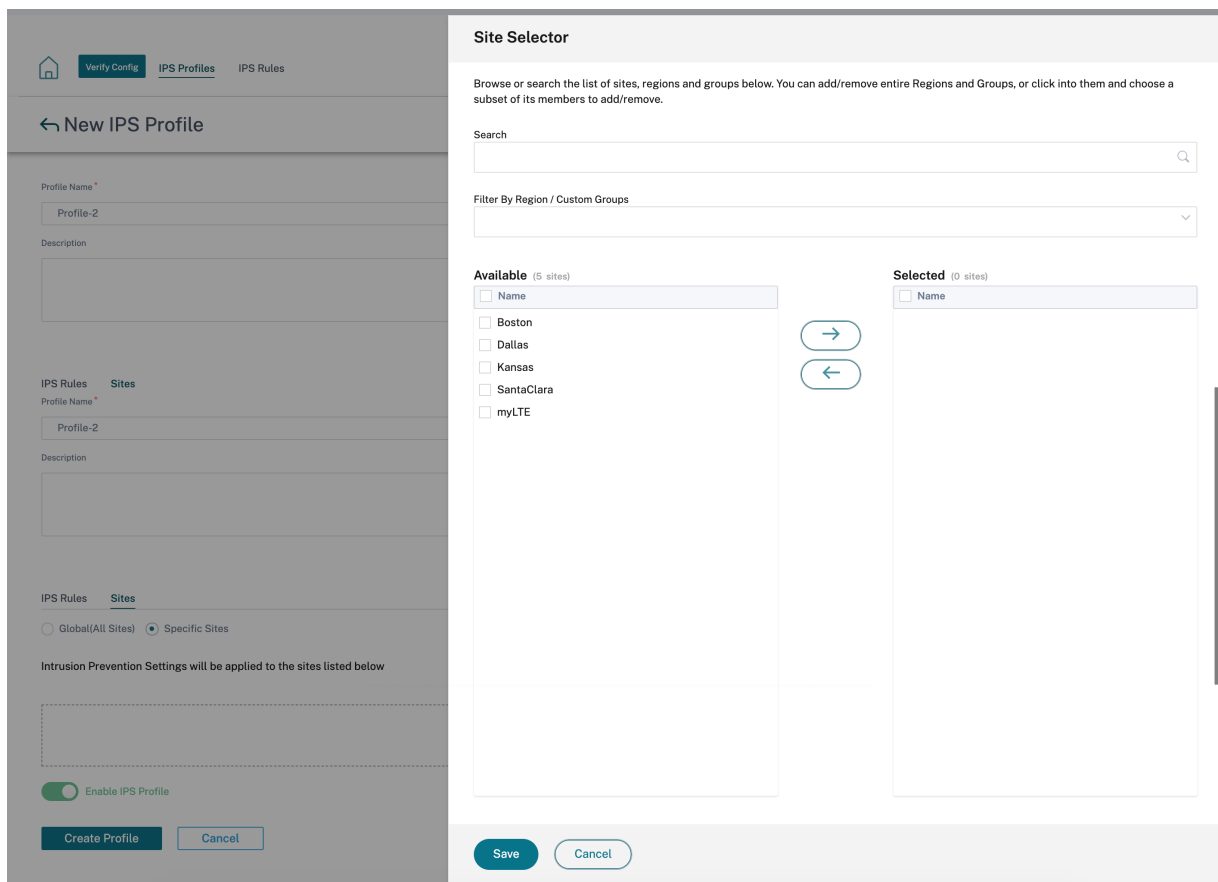 Verify Config IPS Profiles IPS Rules
New IPS Profile
Profile Name *
Profile-2
Description
IPS Rules Sites
Profile Name *
Profile-2
Description
IPS Rules Sites
Global(All Sites) Specific Sites
Intrusion Prevention Settings will be applied to the sites listed below
Enable IPS Profile
Create Profile Cancel
Site Selector
Browse or search the list of sites, regions and groups below. You can add/remove entire Regions and Groups, or click into them and choose a
subset of its members to add/remove.
Search
Filter By Region / Custom Groups
Available (5 sites)
Name
Boston
Dallas
Kansas
SantaClara
myLTE
Selected (0 sites)
Name
Save Cancel